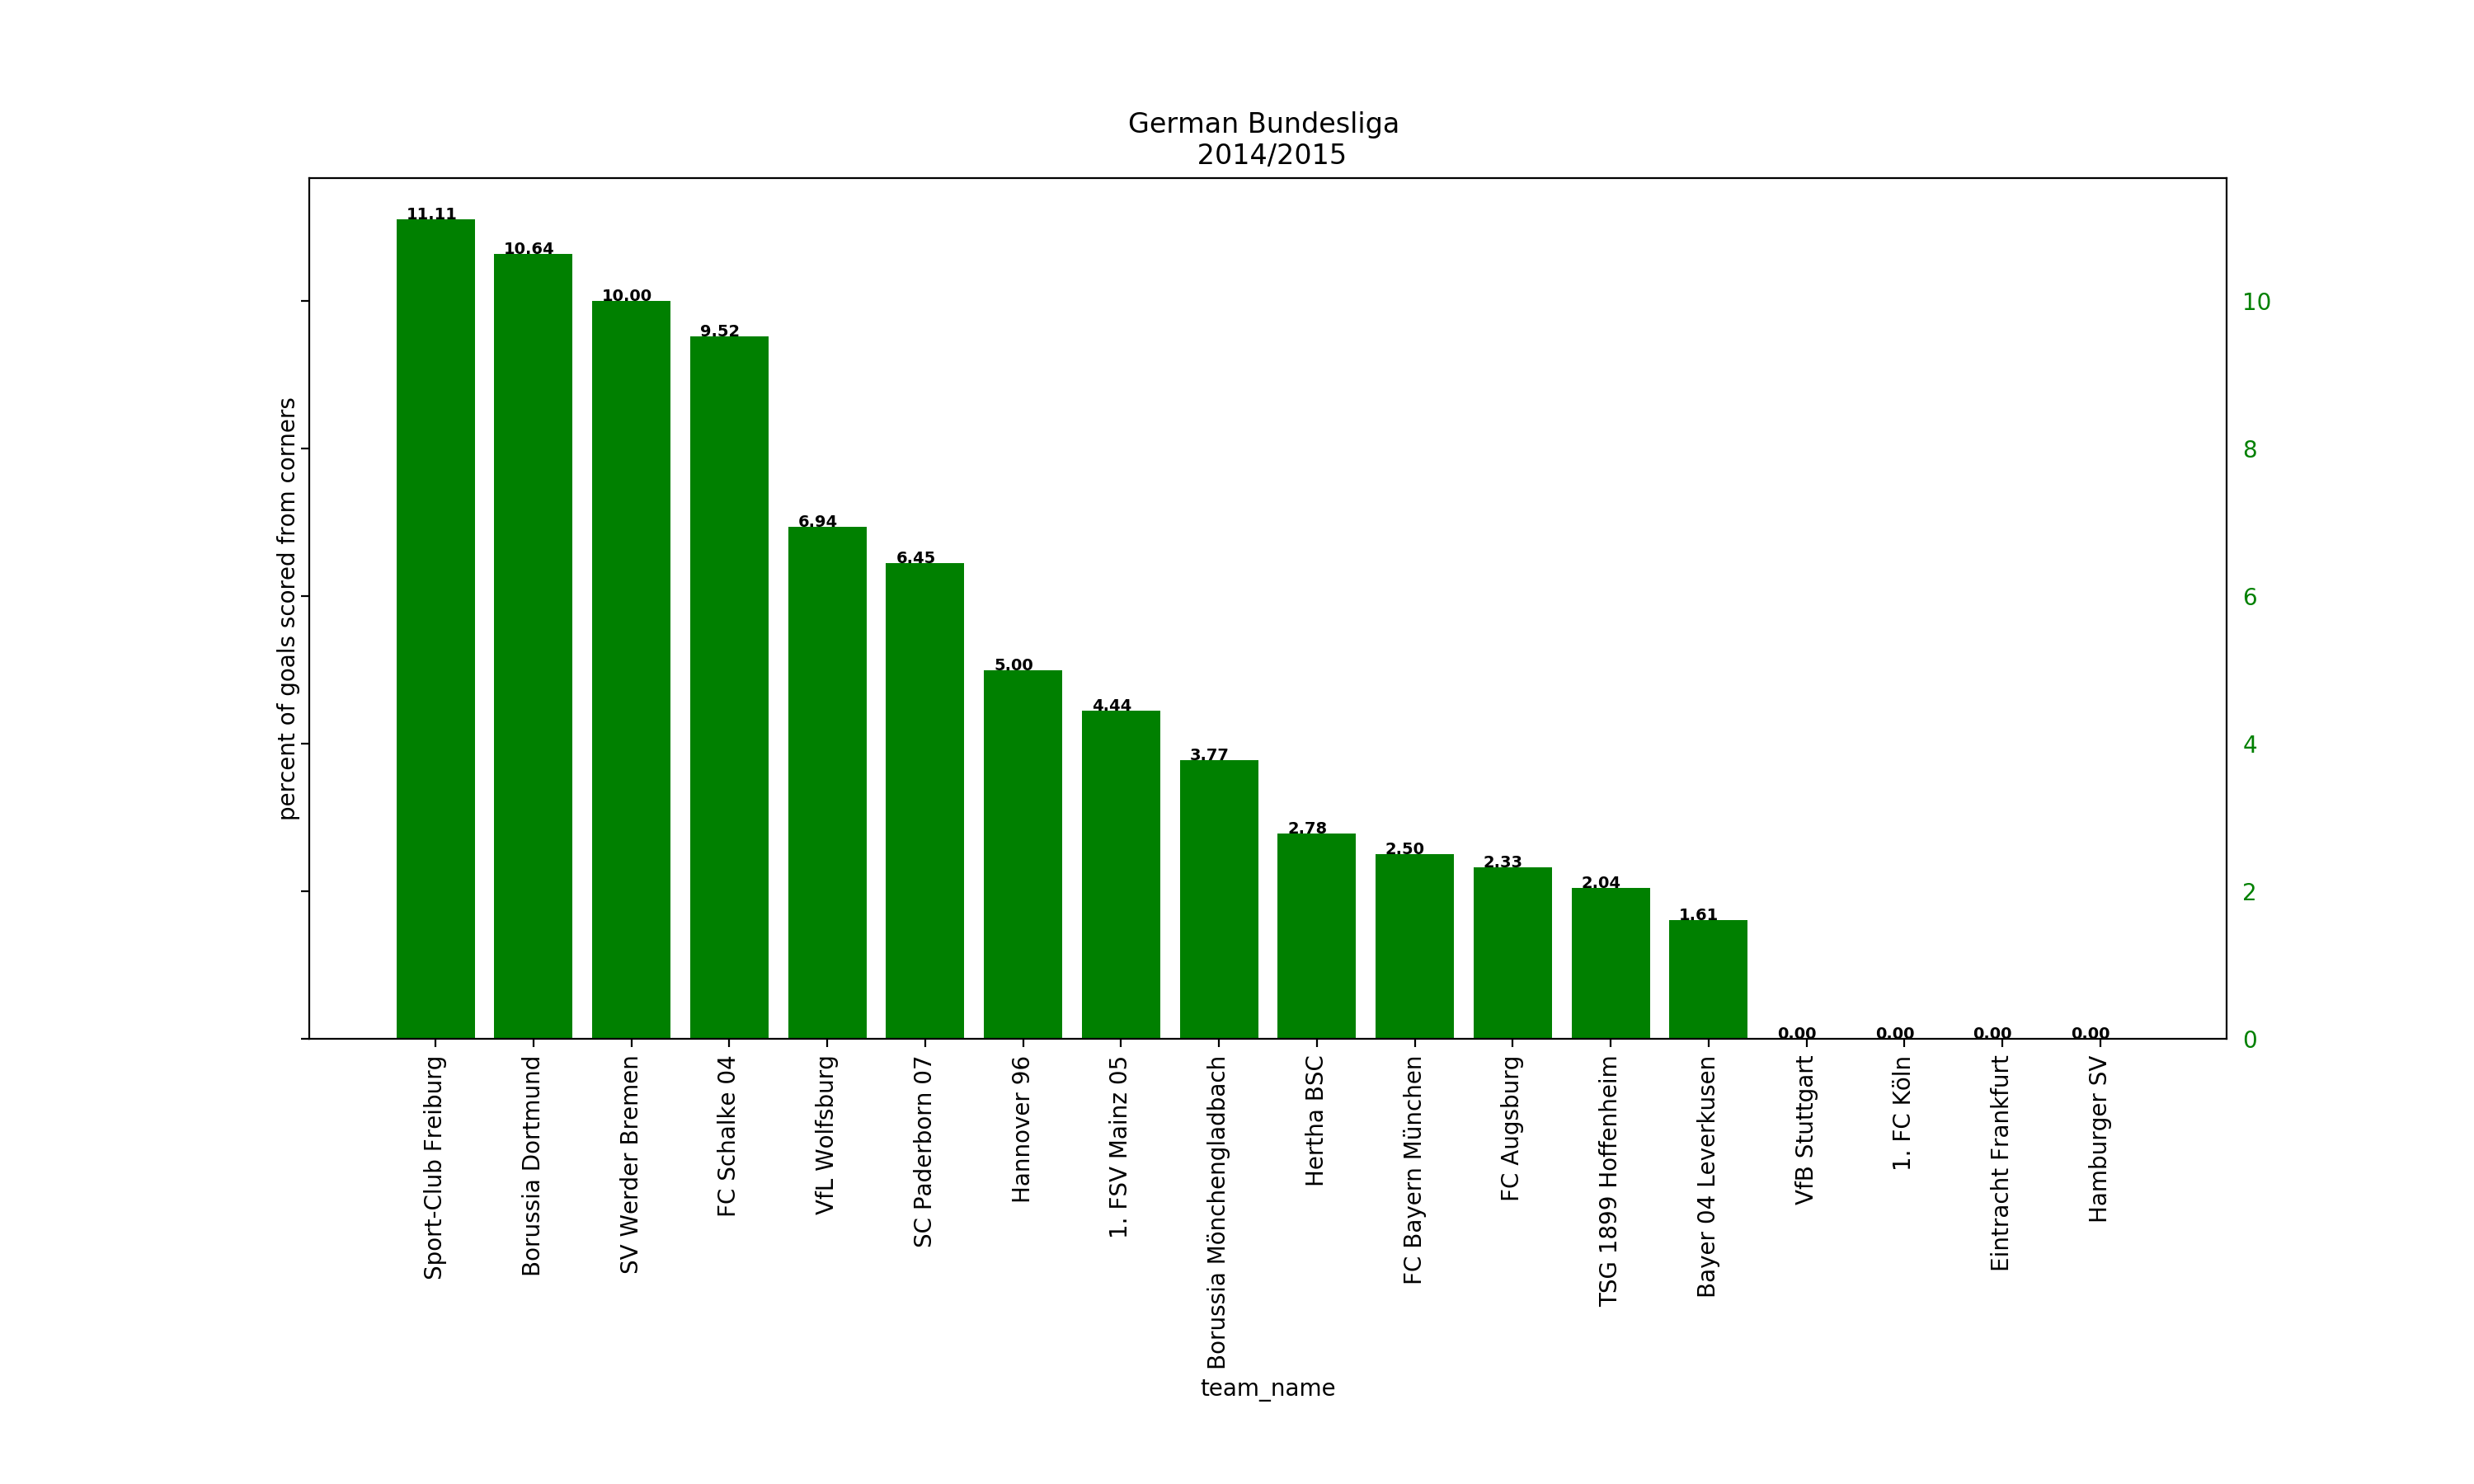 German Bundesliga
2014/2015
percent of goals scored from corners
11.11
10.64
10.00
9.52
6.94
6.45
5.00
4.44
3.77
2.78
2.50
2.33
2.04
1.61
0.00
0.00
0.00
0.00
10
8
6
4
2
0
Sport-Club Freiburg
Borussia Dortmund
SV Werder Bremen
FC Schalke 04
VfL Wolfsburg
SC Paderborn 07
Hannover 96
1. FSV Mainz 05
Borussia Mönchengladbach
Hertha BSC
FC Bayern München
FC Augsburg
TSG 1899 Hoffenheim
Bayer 04 Leverkusen
VfB Stuttgart
1. FC Köln
Eintracht Frankfurt
Hamburger SV
team_name